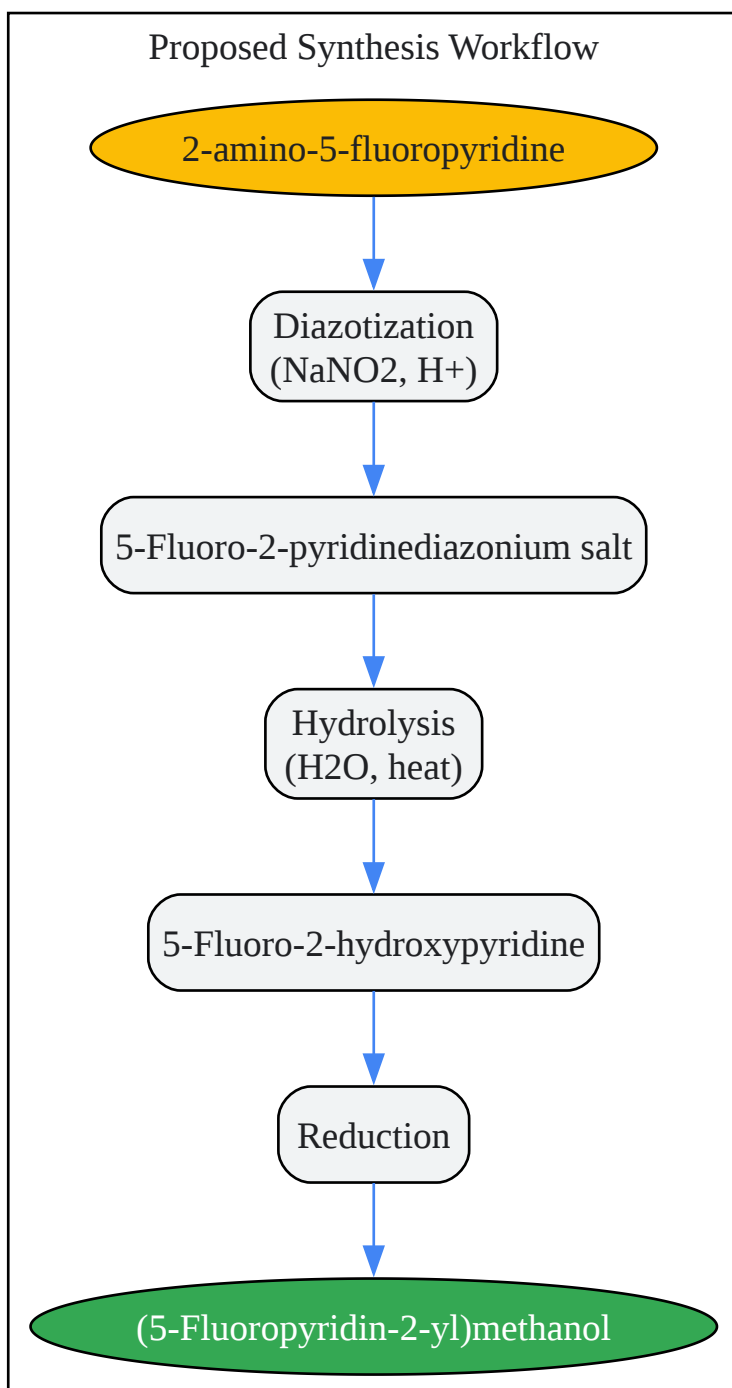 Proposed Synthesis Workflow
2-amino-5-fluoropyridine
Diazotization
(NaNO2, H+)
5-Fluoro-2-pyridinediazonium salt
Hydrolysis
(H2O, heat)
5-Fluoro-2-hydroxypyridine
Reduction
(5-Fluoropyridin-2-yl)methanol